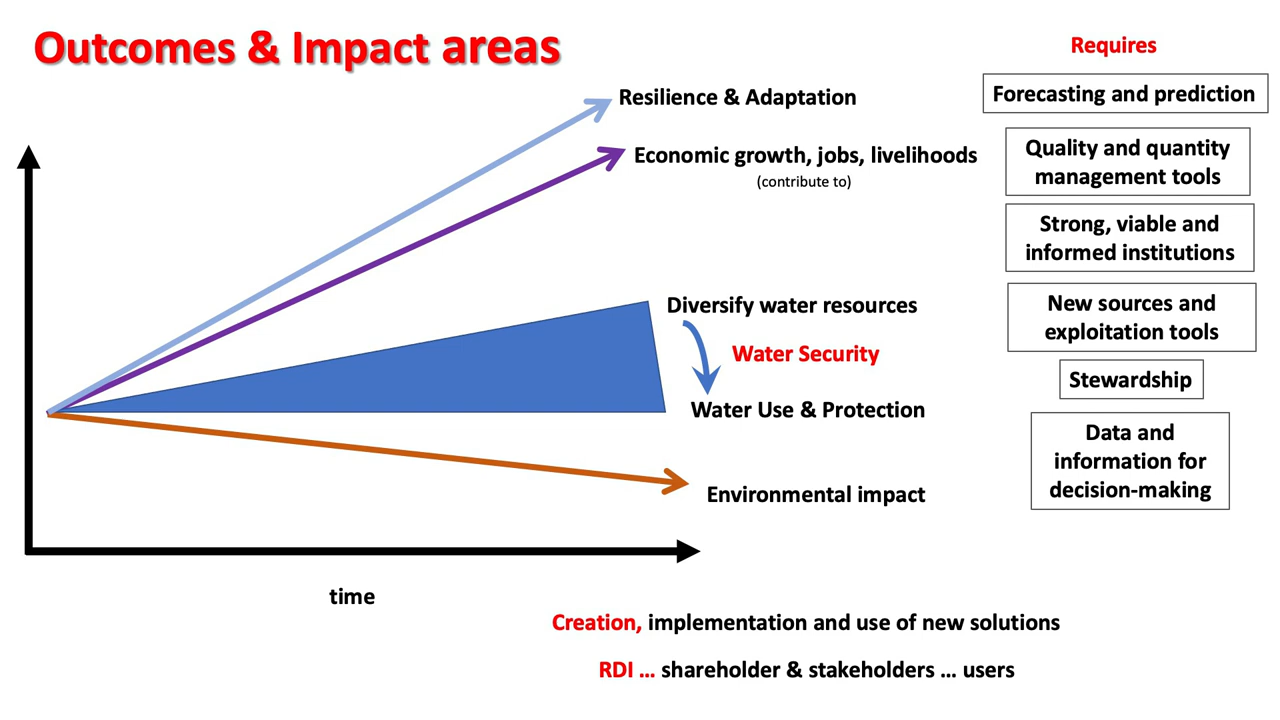 Outcomes & Impact areas
Requires
Resilience & Adaptation
Forecasting and prediction
Economic growth, jobs, livelihoods
(contribute to)
Quality and quantity
management tools
Strong, viable and
informed institutions
Diversify water resources
New sources and
exploitation tools
Water Security
Stewardship
Water Use & Protection
Data and
information for
decision-making
Environmental impact
time
Creation, implementation and use of new solutions
RDI ... shareholder & stakeholders ... users